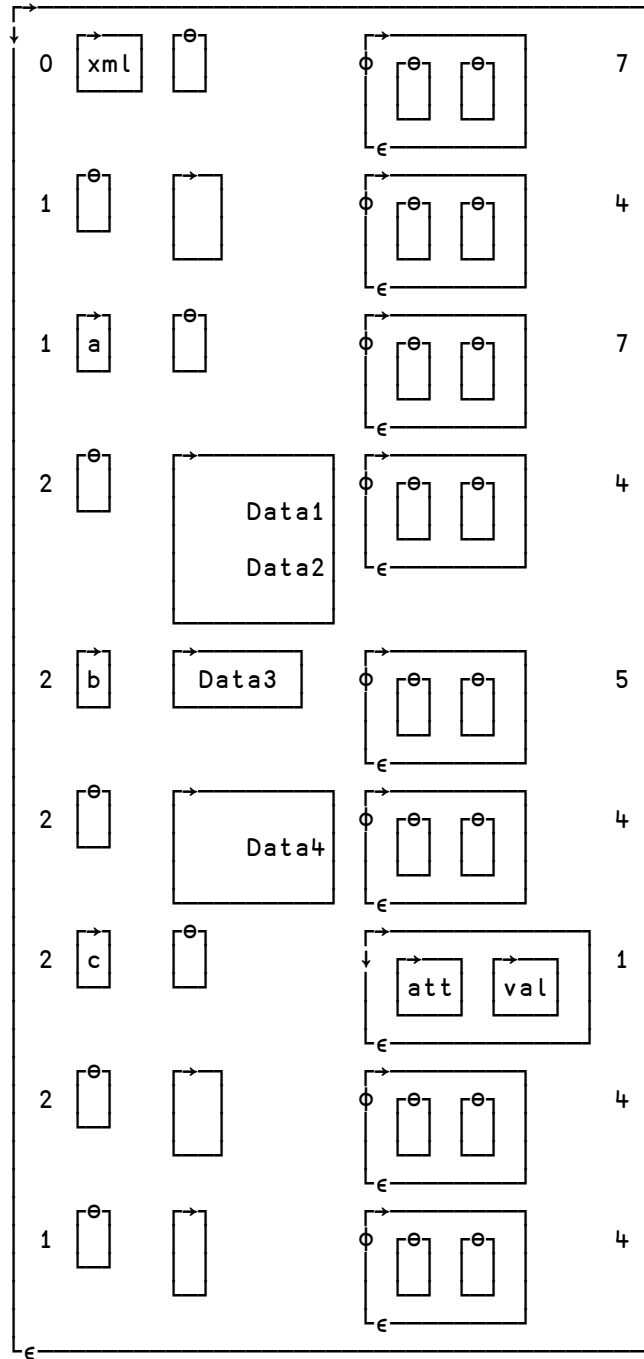 0 xml 7
1 4
1 a 7
2 Data1 4
Data2
2 b Data3 5
2 Data4 4
2 c att val 1
2 4
1 4